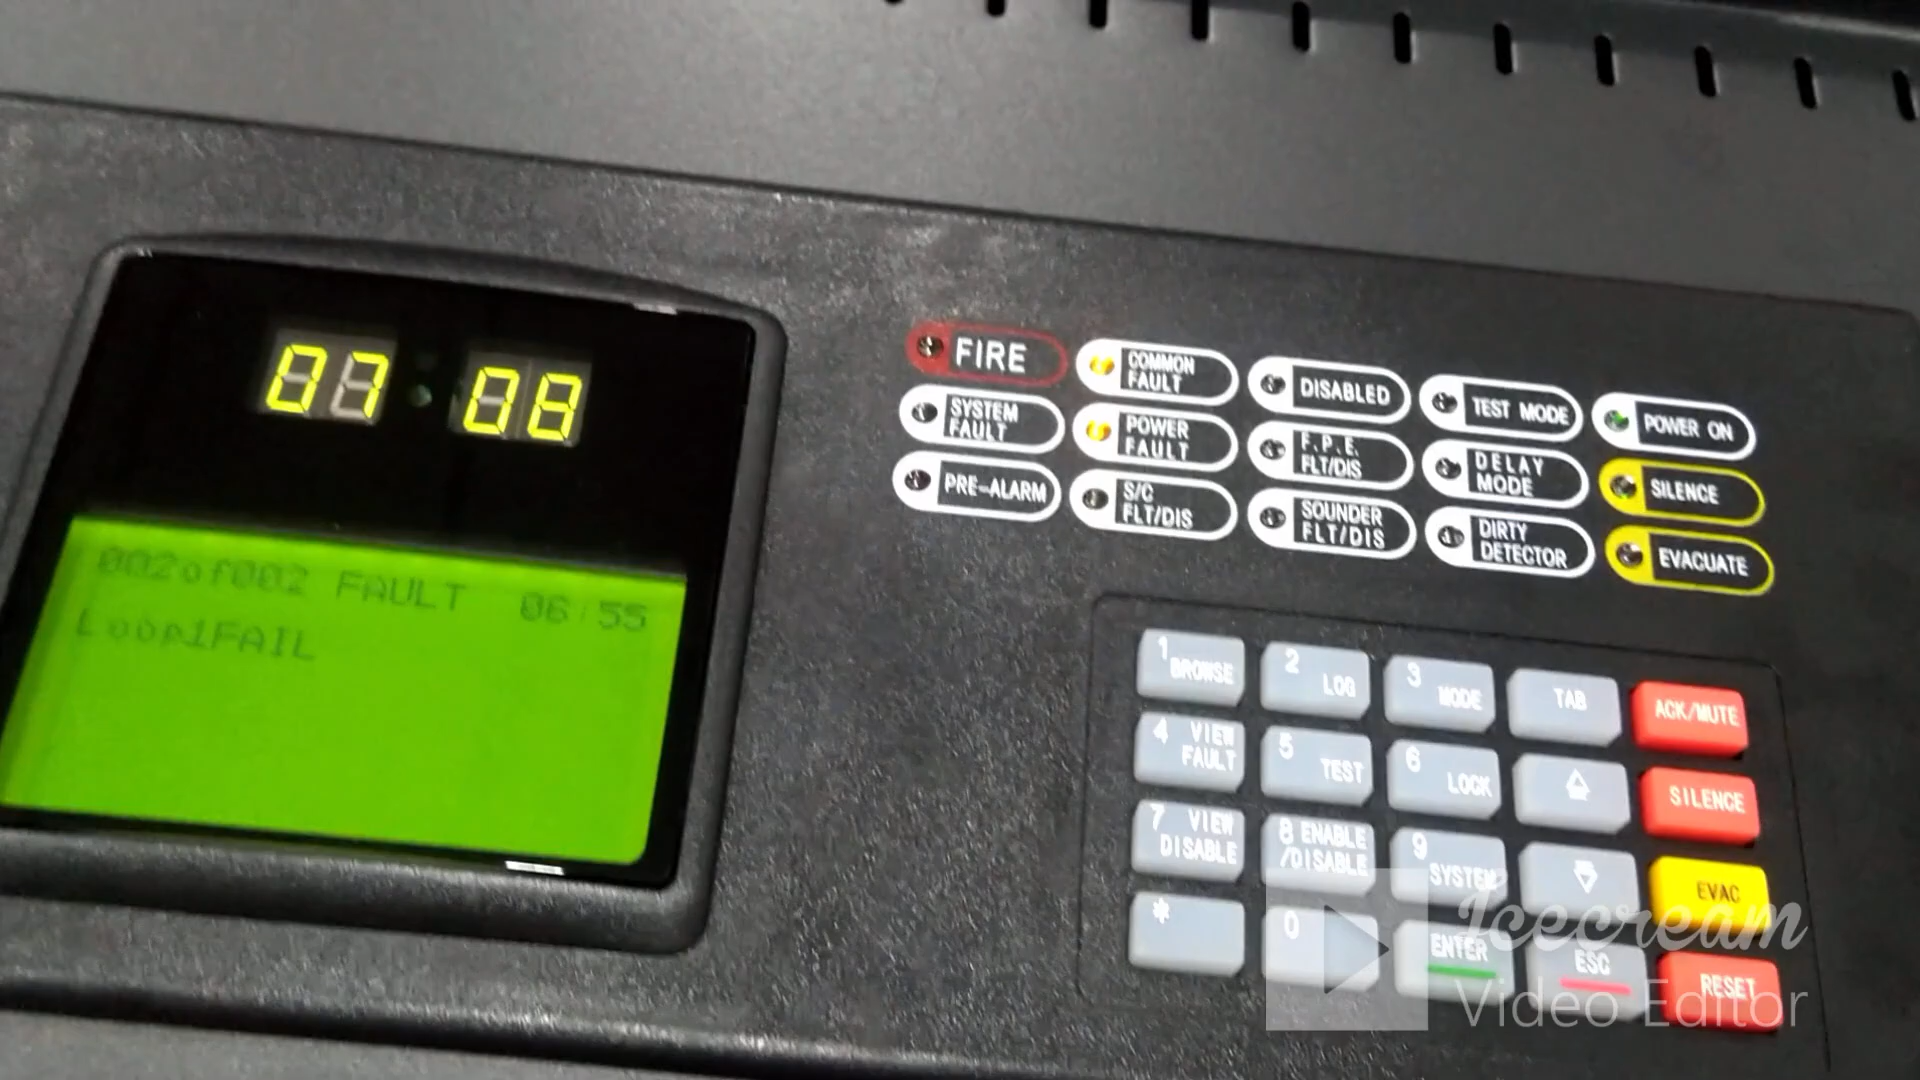 07:08
002of002 FAULT 06:55
Loop1FAIL
FIRE
COMMON
FAULT
DISABLED
TEST MODE
POWER ON
SYSTEM
FAULT
POWER
FAULT
F.P.E.
FLT/DIS
DELAY
MODE
SILENCE
PRE-ALARM
S/C
FLT/DIS
SOUNDER
FLT/DIS
DIRTY
DETECTOR
EVACUATE
1 BROWSE
2 LOG
3 MODE
TAB
ACK/MUTE
4 VIEW
FAULT
5 TEST
6 LOCK
SILENCE
7 VIEW
DISABLE
8 ENABLE
/DISABLE
9 SYSTEM
EVAC
*
0
ENTER
ESC
RESET
Icecream
Video Editor